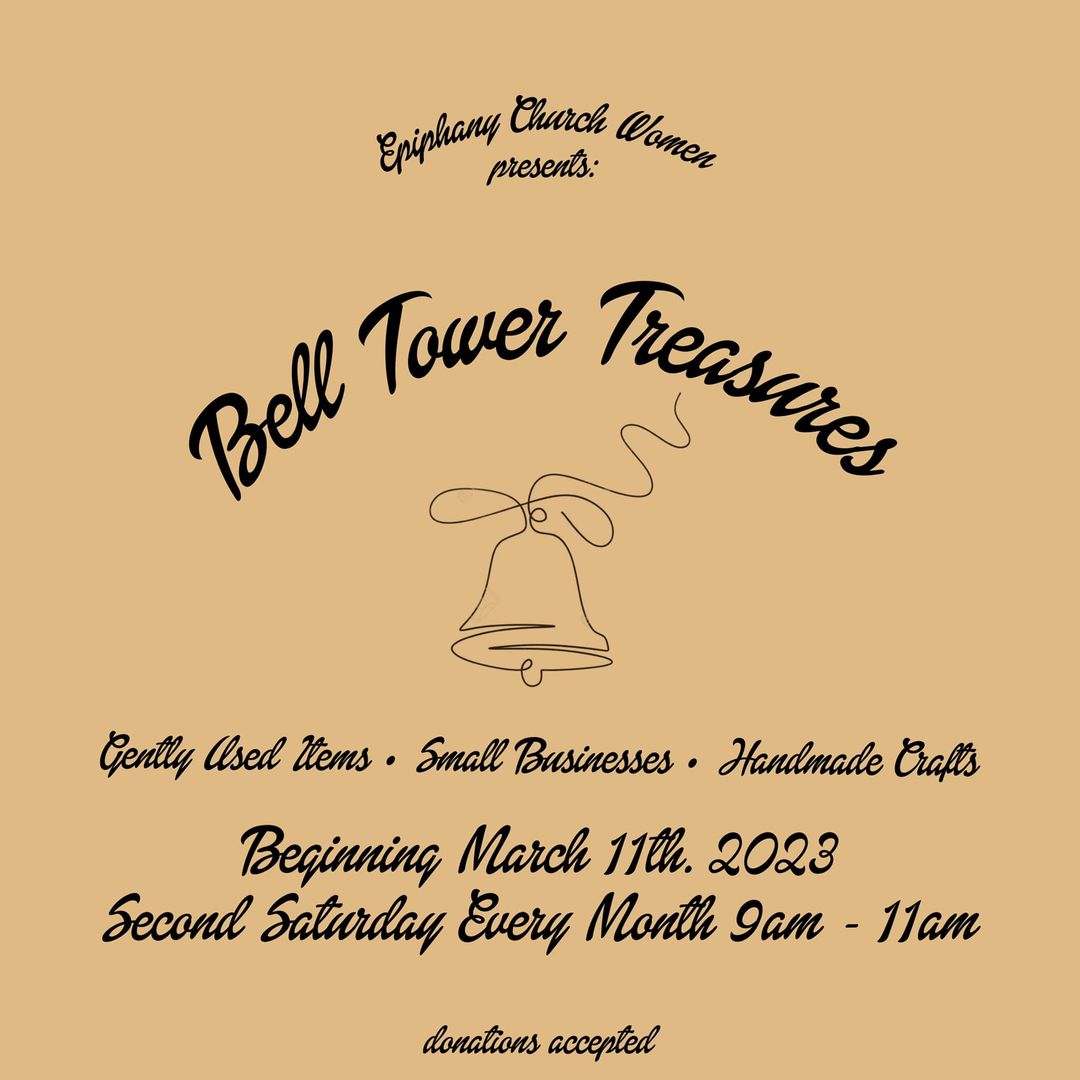 Epiphany Church Women
presents:
Bell Tower Treasures
Gently Used Items • Small Businesses • Handmade Crafts
Beginning March 11th. 2023
Second Saturday Every Month 9am - 11am
donations accepted